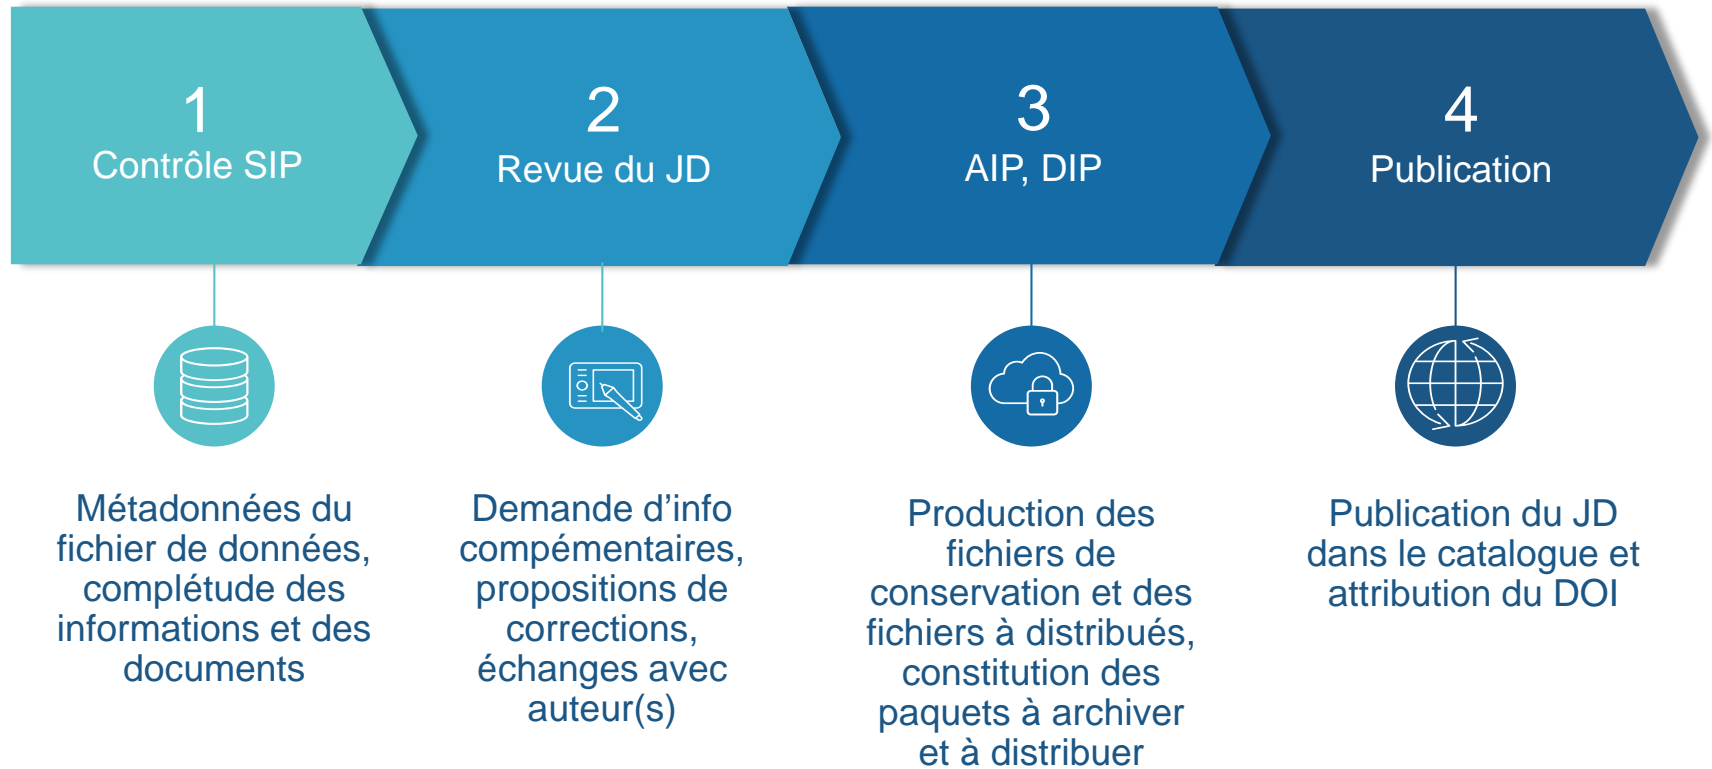 1
Contrôle SIP
2
Revue du JD
3
AIP, DIP
4
Publication
Métadonnées du
fichier de données,
complétude des
informations et des
documents
Demande d’info
compémentaires,
propositions de
corrections,
échanges avec
auteur(s)
Production des
fichiers de
conservation et des
fichiers à distribués,
constitution des
paquets à archiver
et à distribuer
Publication du JD
dans le catalogue et
attribution du DOI